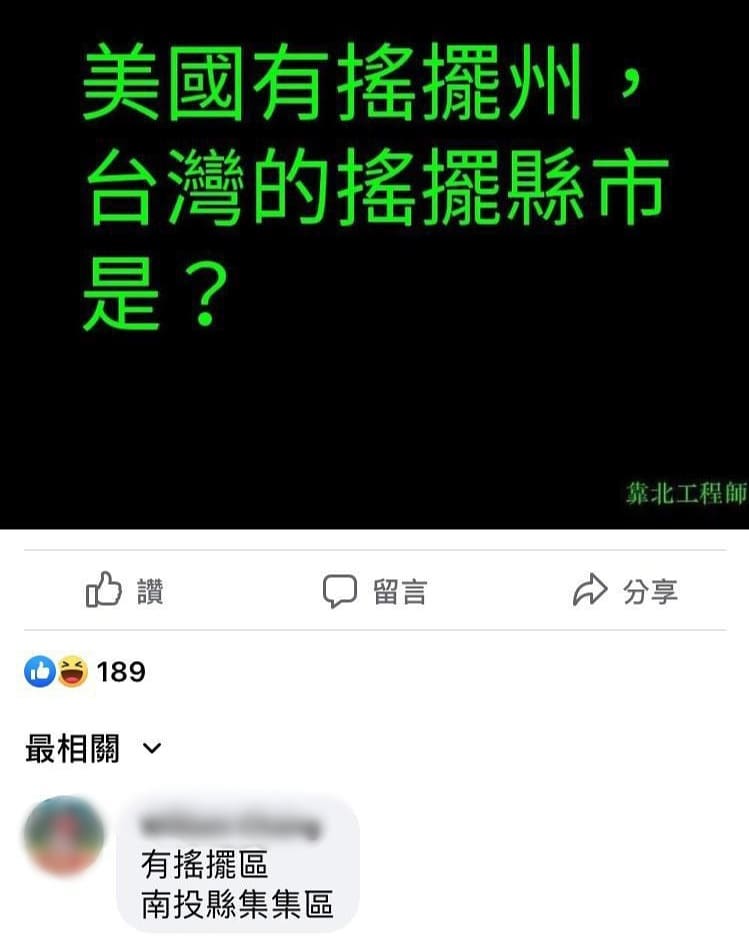 美國有搖擺州，
台灣的搖擺縣市
是？
靠北工程師
讚
留言
分享
189
最相關
有搖擺區
南投縣集集區